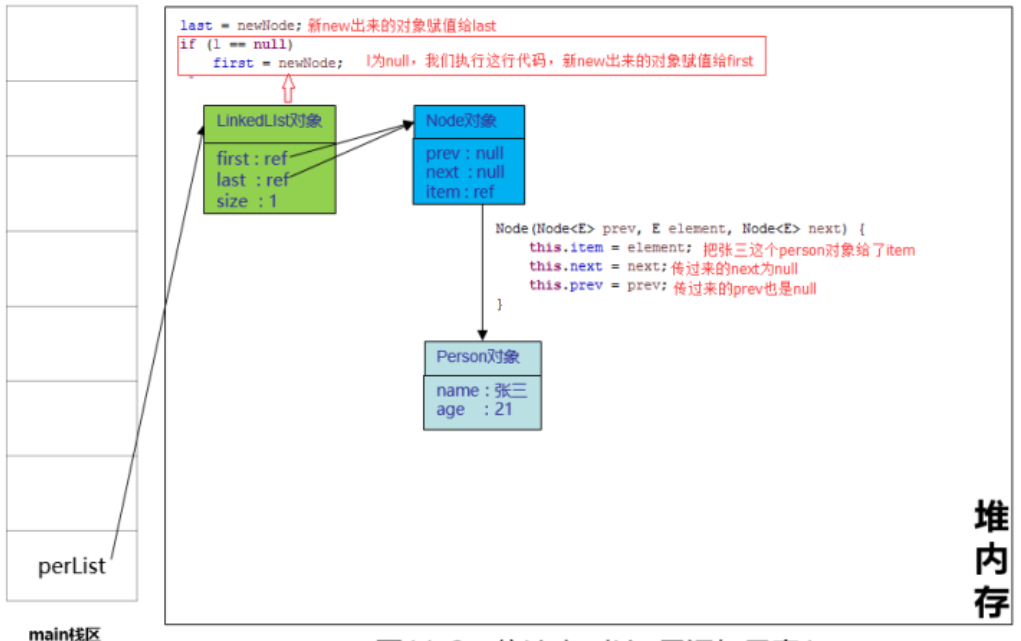 last = newNode; 新new出来的对象赋值给last
if (l == null)
first = newNode; l为null，我们执行这行代码，新new出来的对象赋值给first
LinkedLIst对象
first : ref
last : ref
size : 1
Node对象
prev : null
next : null
item : ref
Node(Node<E> prev, E element, Node<E> next) {
this.item = element; 把张三这个person对象给了item
this.next = next; 传过来的next为null
this.prev = prev; 传过来的prev也是null
}
Person对象
name : 张三
age : 21
堆内存
perList
main栈区